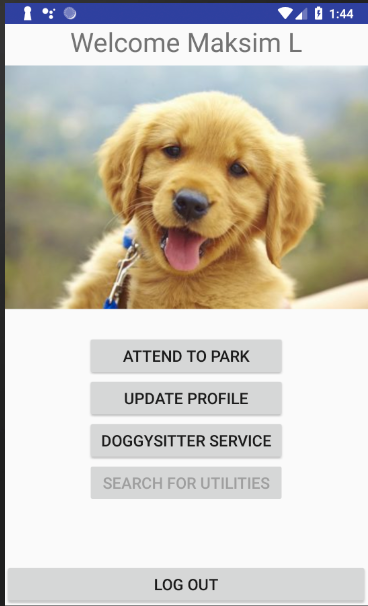 1:44
Welcome Maksim L
ATTEND TO PARK
UPDATE PROFILE
DOGGYSITTER SERVICE
SEARCH FOR UTILITIES
LOG OUT